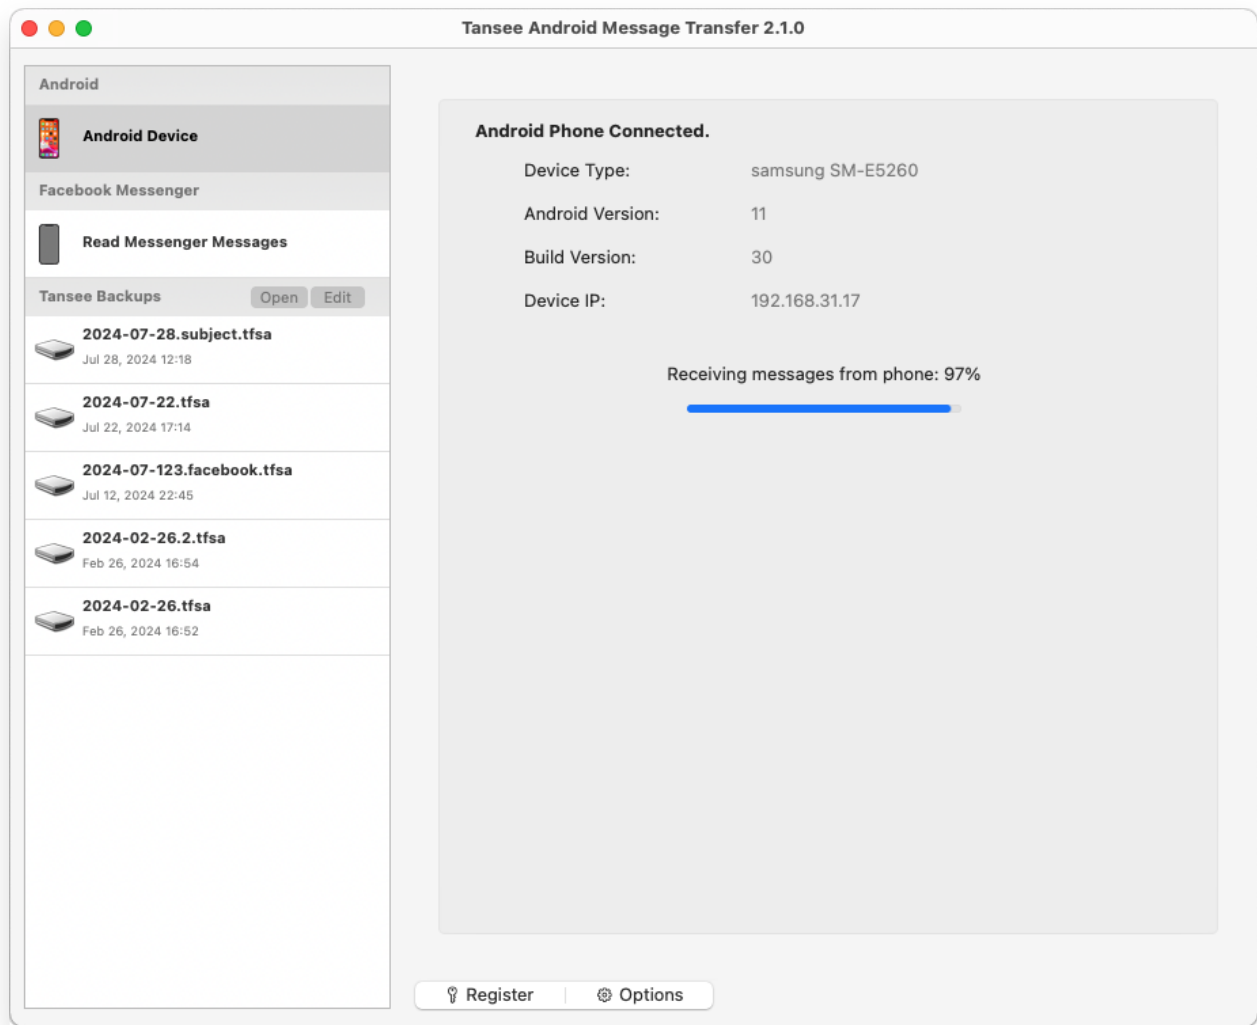 Tansee Android Message Transfer 2.1.0
Android
Android Device
Facebook Messenger
Read Messenger Messages
Tansee Backups Open Edit
2024-07-28.subject.tfsa
Jul 28, 2024 12:18
2024-07-22.tfsa
Jul 22, 2024 17:14
2024-07-123.facebook.tfsa
Jul 12, 2024 22:45
2024-02-26.2.tfsa
Feb 26, 2024 16:54
2024-02-26.tfsa
Feb 26, 2024 16:52
Android Phone Connected.
Device Type: samsung SM-E5260
Android Version: 11
Build Version: 30
Device IP: 192.168.31.17
Receiving messages from phone: 97%
Register Options